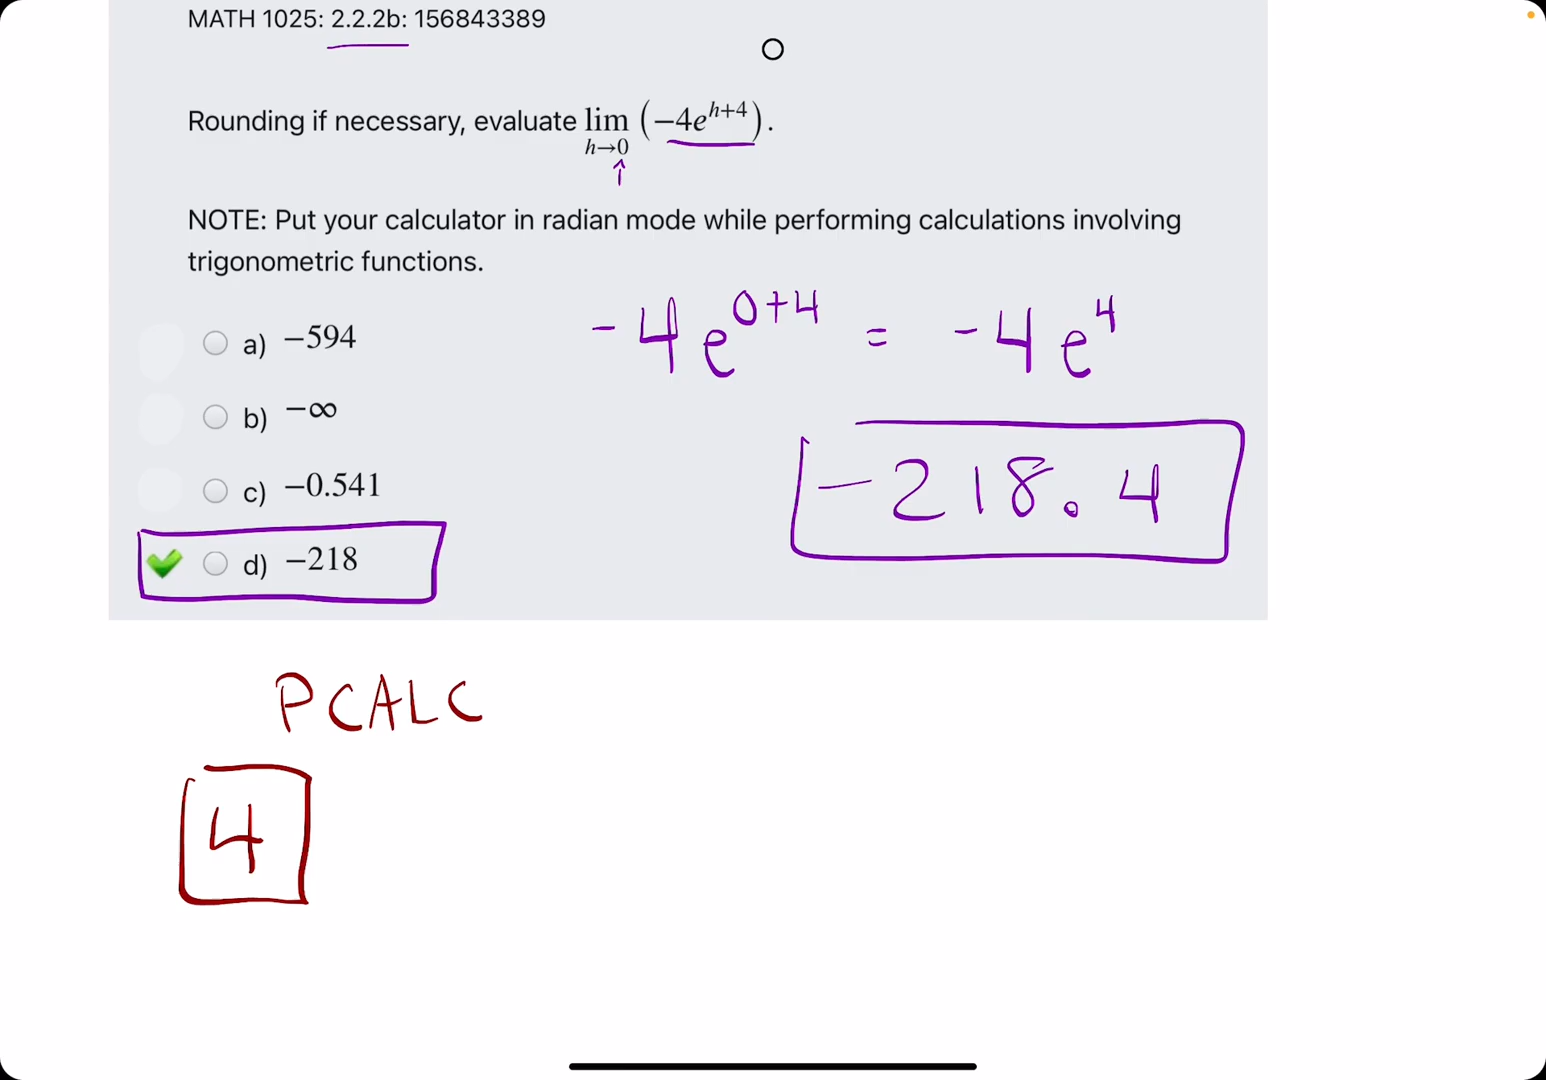 MATH 1025: 2.2.2b: 156843389
Rounding if necessary, evaluate lim h→0 (−4e^{h+4}).
NOTE: Put your calculator in radian mode while performing calculations involving
trigonometric functions.
-4e^{0+4} = -4e^4
a) −594
b) −∞
c) −0.541
-218.4
d) −218
PCALC
4